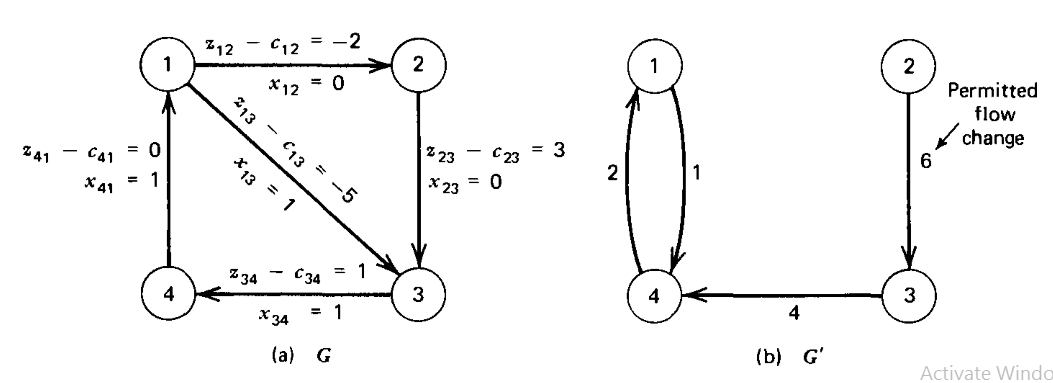 z12 − c12 = −2
x12 = 0
1
2
z13 − c13 = −5
x13 = 1
z41 − c41 = 0
x41 = 1
z23 − c23 = 3
x23 = 0
z34 − c34 = 1
x34 = 1
4
3
(a) G
1
2
Permitted
flow
change
6
2
1
4
3
4
(b) G'
Activate Windo